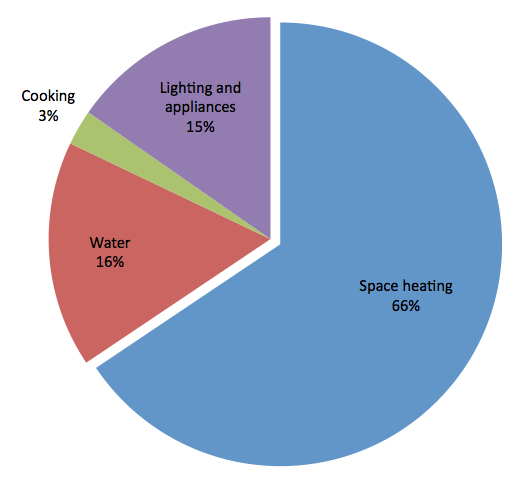 Cooking
3%
Lighting and
appliances
15%
Water
16%
Space heating
66%